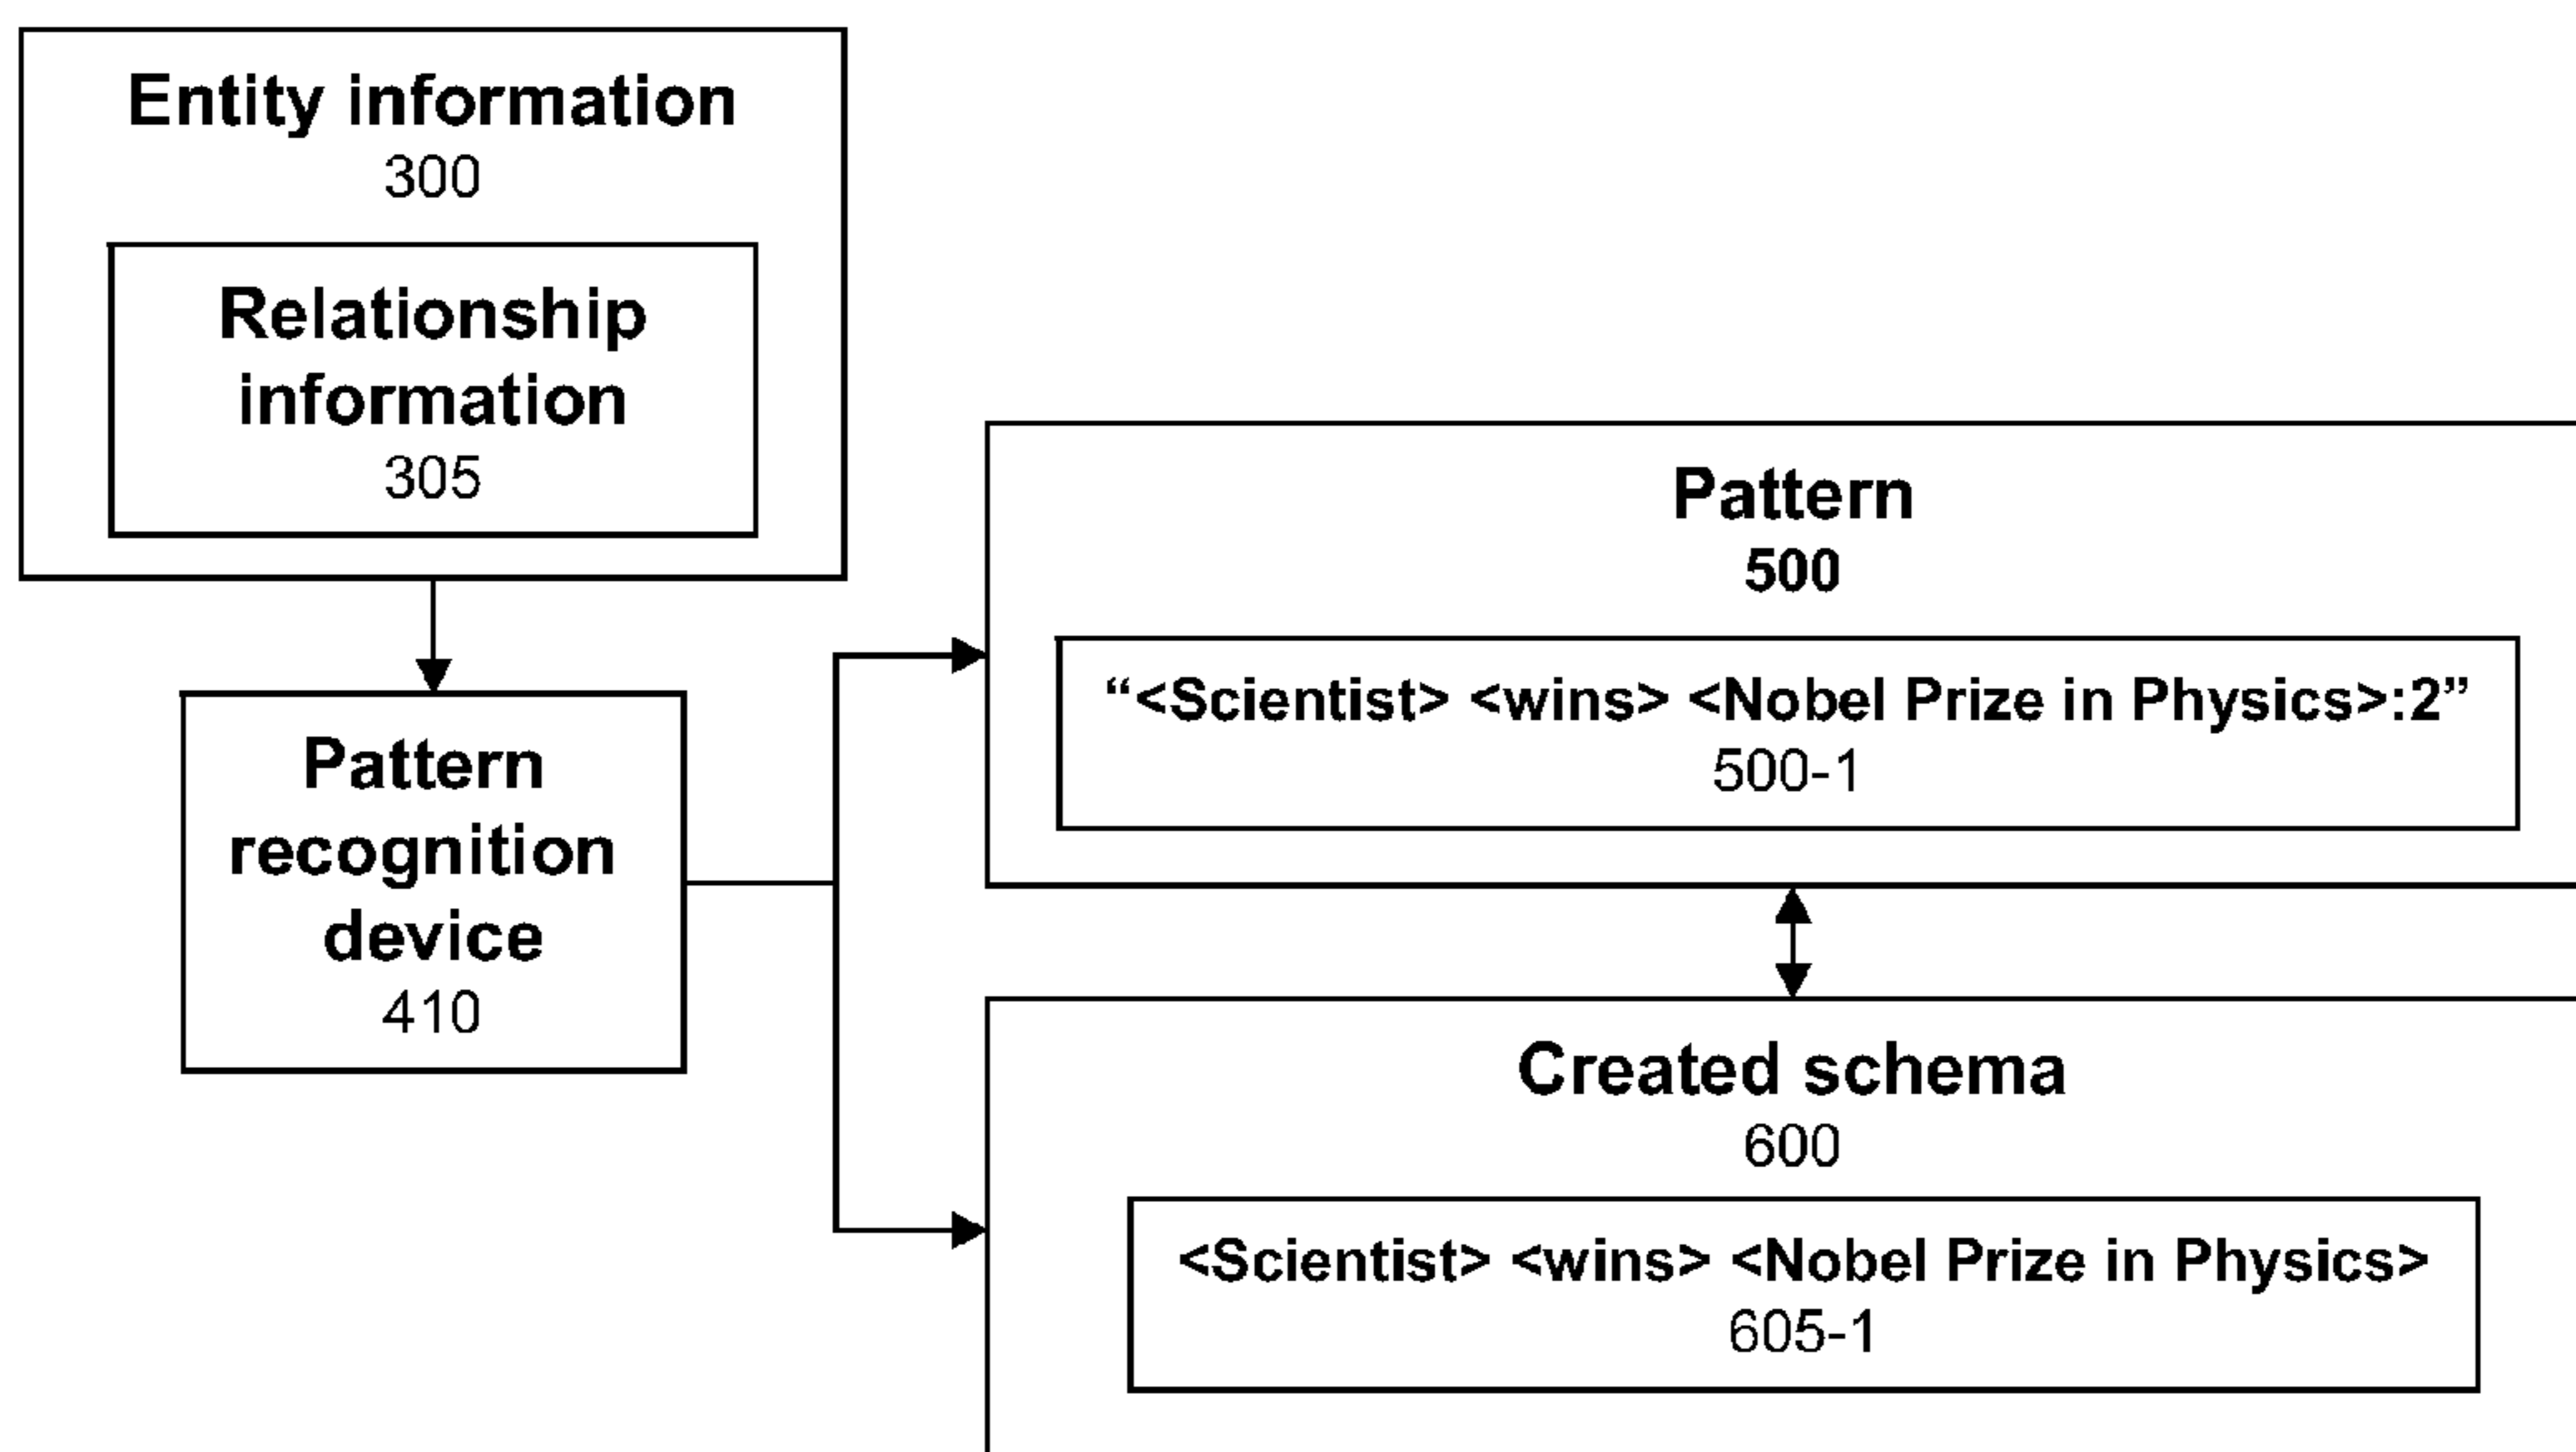 Entity information
300
Relationship
information
305
Pattern
recognition
device
410
Pattern
500
“<Scientist> <wins> <Nobel Prize in Physics>:2”
500-1
Created schema
600
<Scientist> <wins> <Nobel Prize in Physics>
605-1